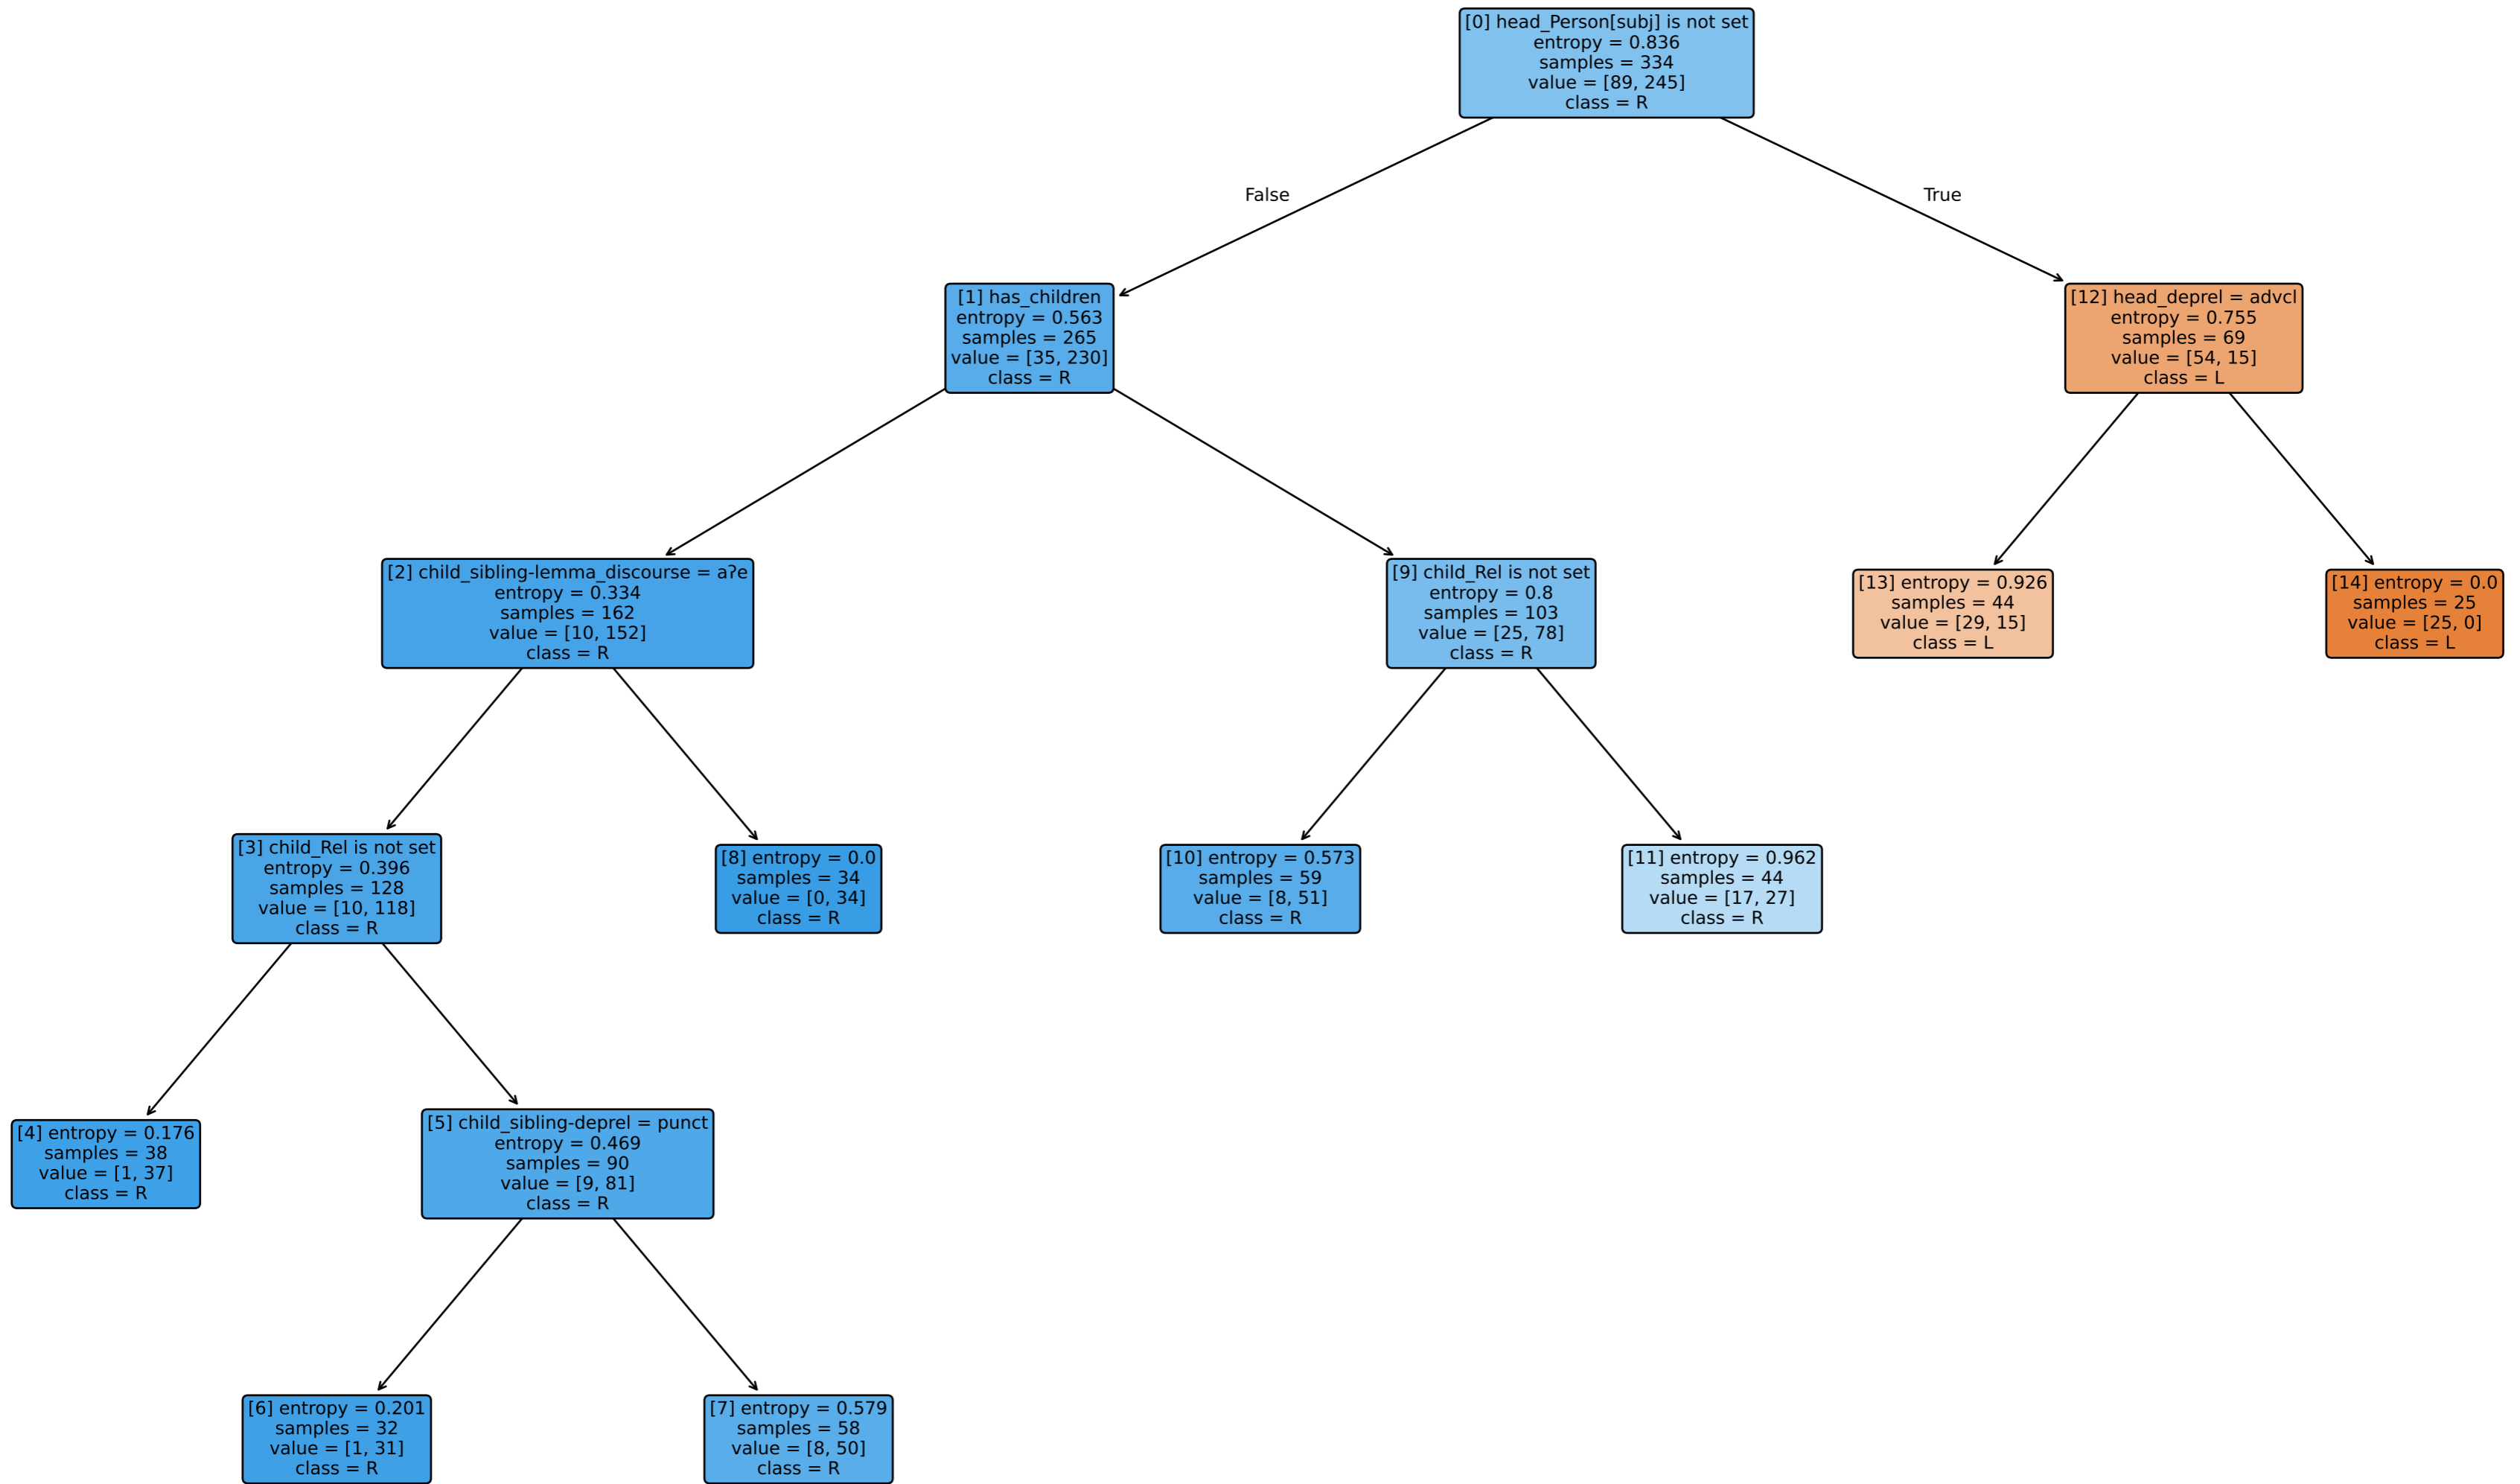 [0] head_Person[subj] is not set
entropy = 0.836
samples = 334
value = [89, 245]
class = R
False
True
[1] has_children
entropy = 0.563
samples = 265
value = [35, 230]
class = R
[12] head_deprel = advcl
entropy = 0.755
samples = 69
value = [54, 15]
class = L
[2] child_sibling-lemma_discourse = aʔe
entropy = 0.334
samples = 162
value = [10, 152]
class = R
[9] child_Rel is not set
entropy = 0.8
samples = 103
value = [25, 78]
class = R
[13] entropy = 0.926
samples = 44
value = [29, 15]
class = L
[14] entropy = 0.0
samples = 25
value = [25, 0]
class = L
[3] child_Rel is not set
entropy = 0.396
samples = 128
value = [10, 118]
class = R
[8] entropy = 0.0
samples = 34
value = [0, 34]
class = R
[10] entropy = 0.573
samples = 59
value = [8, 51]
class = R
[11] entropy = 0.962
samples = 44
value = [17, 27]
class = R
[4] entropy = 0.176
samples = 38
value = [1, 37]
class = R
[5] child_sibling-deprel = punct
entropy = 0.469
samples = 90
value = [9, 81]
class = R
[6] entropy = 0.201
samples = 32
value = [1, 31]
class = R
[7] entropy = 0.579
samples = 58
value = [8, 50]
class = R